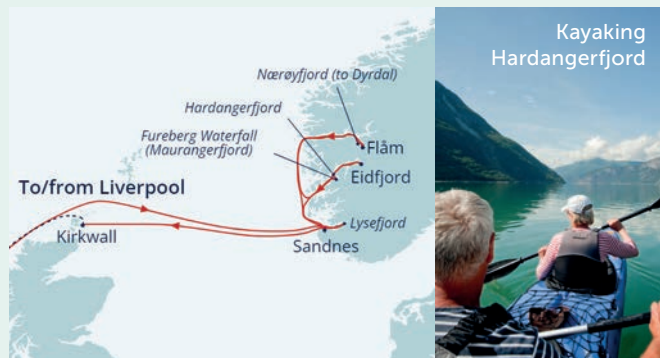 Nærøyfjord (to Dyrdal)
Hardangerfjord
Fureberg Waterfall
(Maurangerfjord)
Flåm
Eidfjord
To/from Liverpool
Lysefjord
Kirkwall
Sandnes
Kayaking
Hardangerfjord